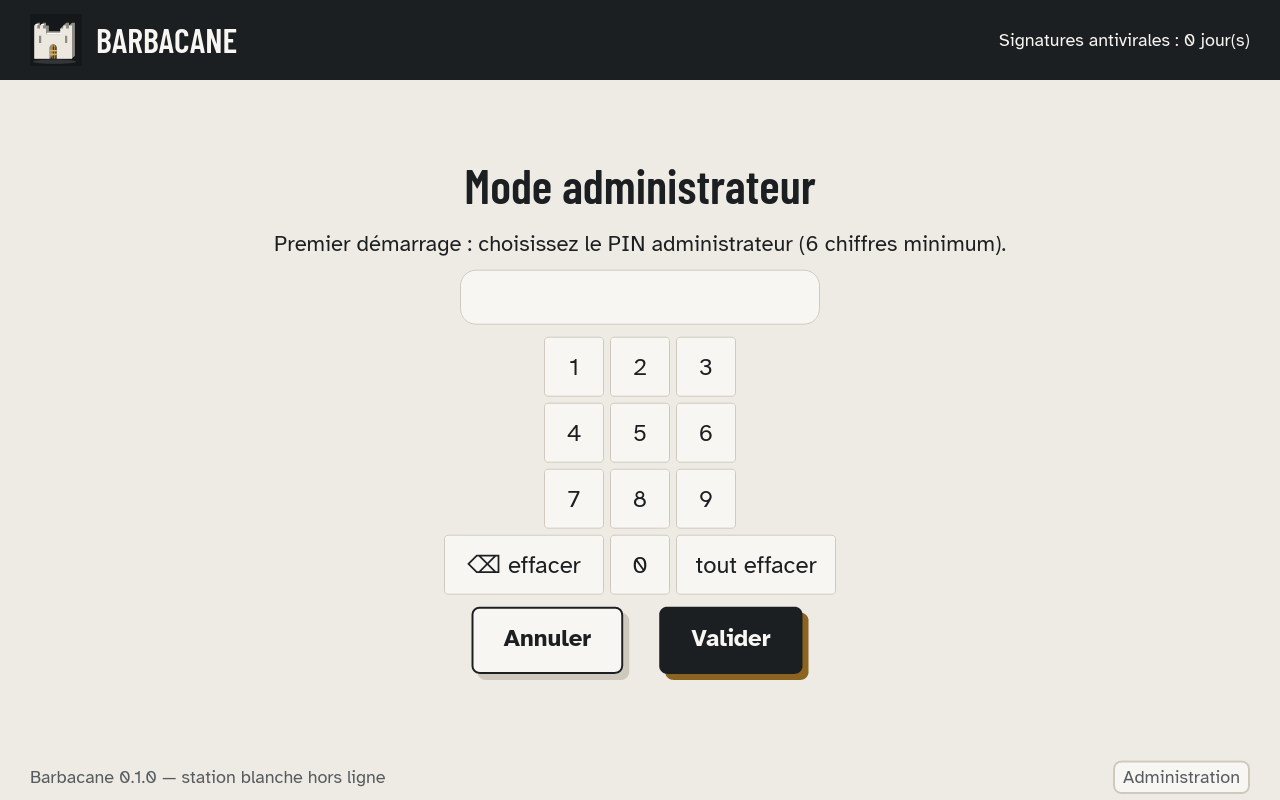 BARBACANE
Signatures antivirales : 0 jour(s)
Mode administrateur
Premier démarrage : choisissez le PIN administrateur (6 chiffres minimum).
1 2 3
4 5 6
7 8 9
⌫ effacer 0 tout effacer
Annuler Valider
Barbacane 0.1.0 — station blanche hors ligne
Administration